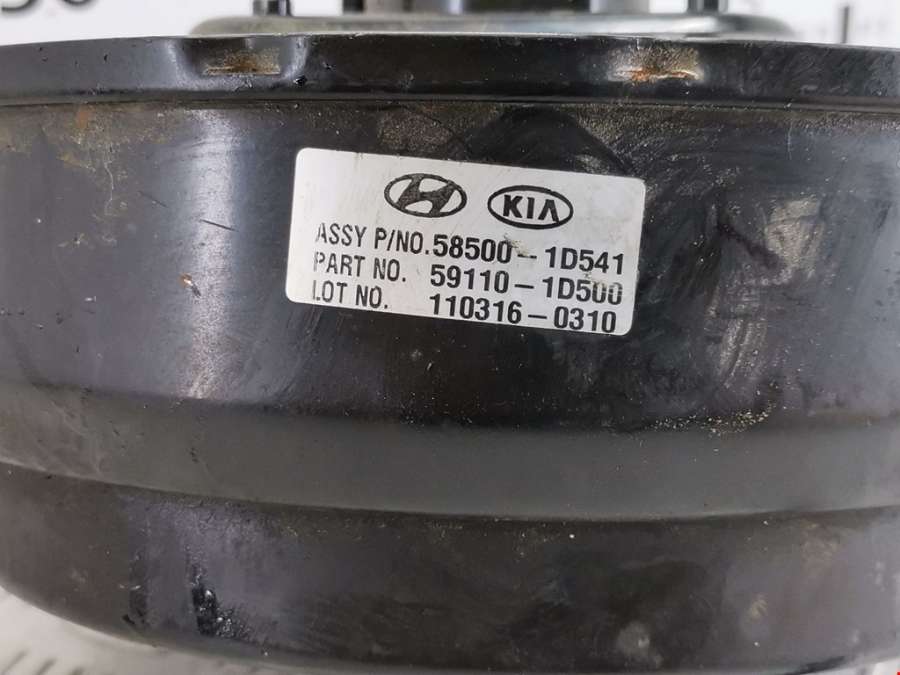 KIA
ASSY P/NO. 58500-1D541
PART NO. 59110-1D500
LOT NO. 110316-0310